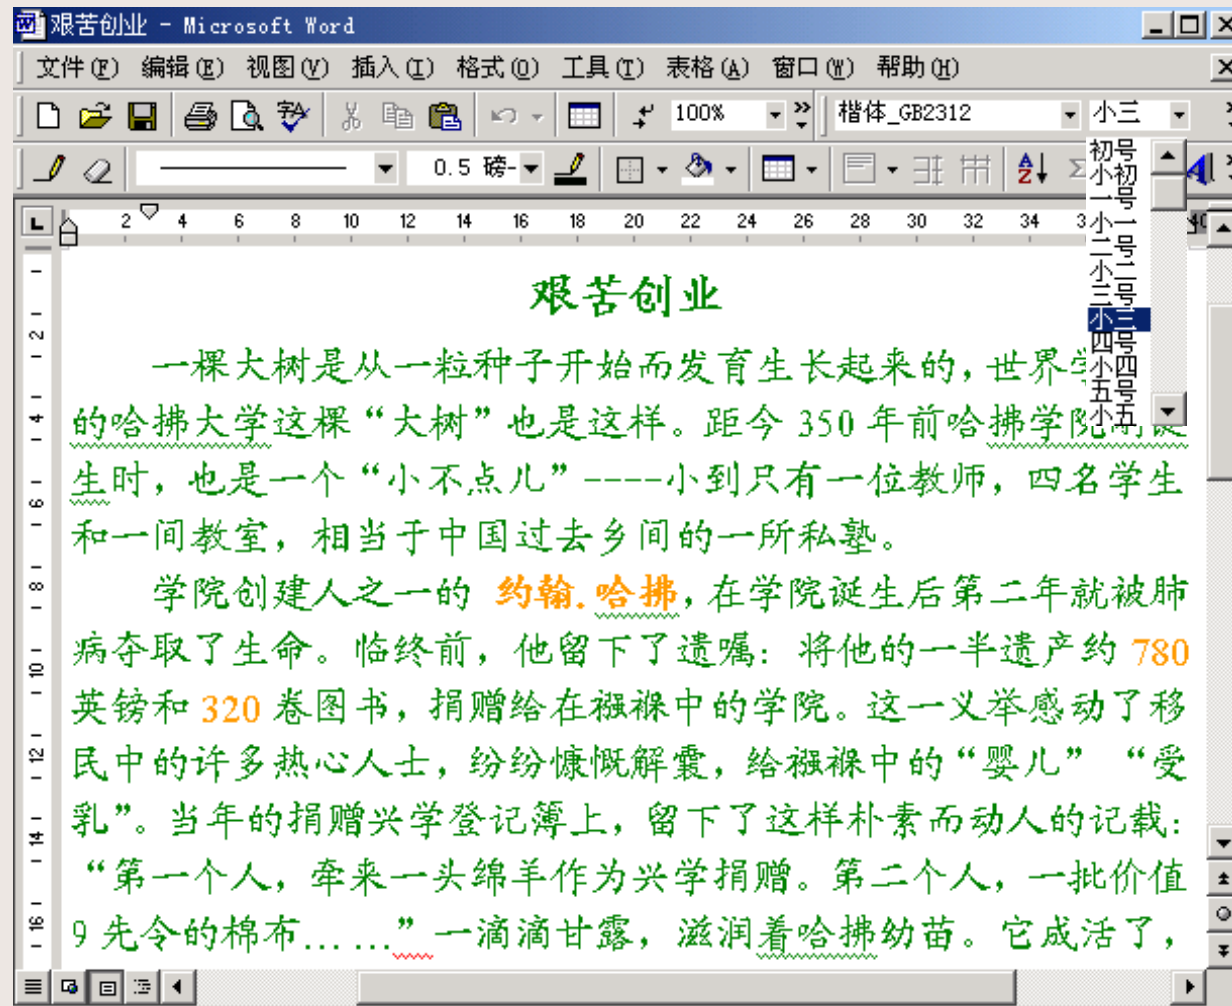 艰苦创业 - Microsoft Word
文件(F) 编辑(E) 视图(V) 插入(I) 格式(O) 工具(T) 表格(A) 窗口(W) 帮助(H)
100% 楷体_GB2312 小三
0.5 磅
初号
小初
一号
小一
二号
小二
三号
小三
四号
小四
五号
小五
2 4 6 8 10 12 14 16 18 20 22 24 26 28 30 32 34
艰苦创业
一棵大树是从一粒种子开始而发育生长起来的，世界学
的哈拂大学这棵“大树”也是这样。距今 350 年前哈拂学院的诞
生时，也是一个“小不点儿”----小到只有一位教师，四名学生
和一间教室，相当于中国过去乡间的一所私塾。
学院创建人之一的 约翰.哈拂，在学院诞生后第二年就被肺
病夺取了生命。临终前，他留下了遗嘱：将他的一半遗产约 780
英镑和 320 卷图书，捐赠给在襁褓中的学院。这一义举感动了移
民中的许多热心人士，纷纷慷慨解囊，给襁褓中的“婴儿” “受
乳”。当年的捐赠兴学登记簿上，留下了这样朴素而动人的记载：
“第一个人，牵来一头绵羊作为兴学捐赠。第二个人，一批价值
9 先令的棉布... ...” 一滴滴甘露，滋润着哈拂幼苗。它成活了，
2
4
6
8
10
12
14
16